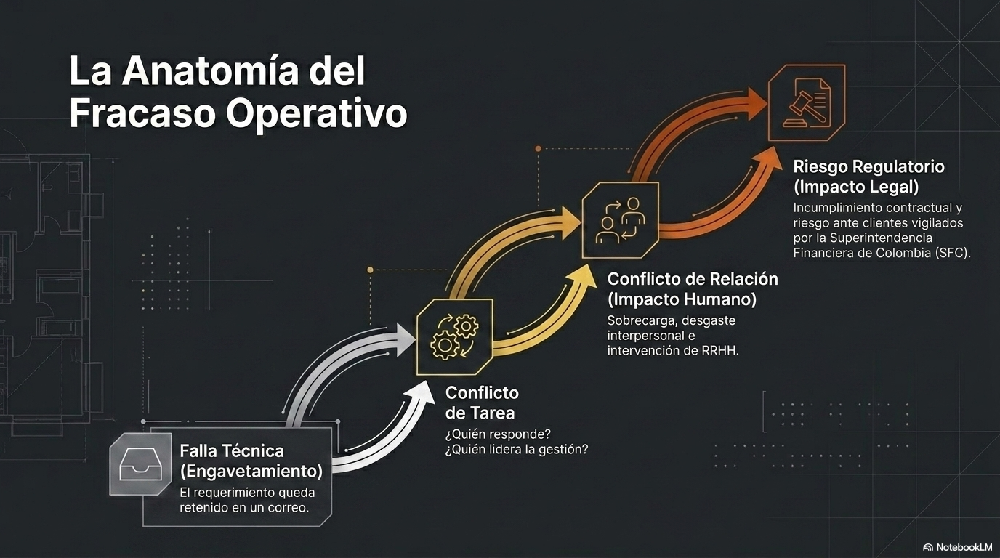 La Anatomía del
Fracaso Operativo
Falla Técnica
(Engavetamiento)
El requerimiento queda
retenido en un correo.
Conflicto
de Tarea
¿Quién responde?
¿Quién lidera la gestión?
Conflicto de Relación
(Impacto Humano)
Sobrecarga, desgaste
interpersonal e
intervención de RRHH.
Riesgo Regulatorio
(Impacto Legal)
Incumplimiento contractual y
riesgo ante clientes vigilados
por la Superintendencia
Financiera de Colombia (SFC).
NotebookLM